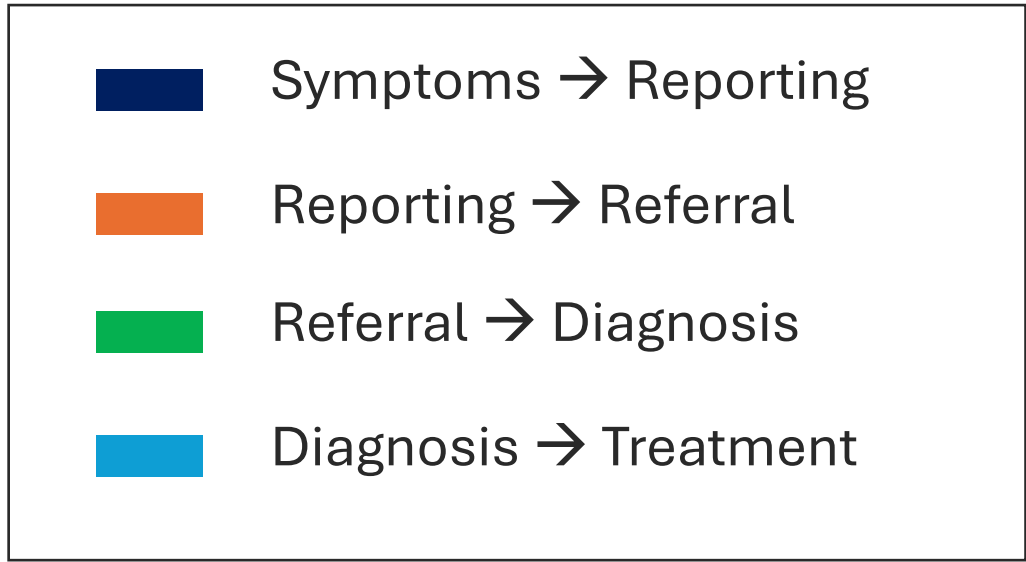 Symptoms → Reporting
Reporting → Referral
Referral → Diagnosis
Diagnosis → Treatment